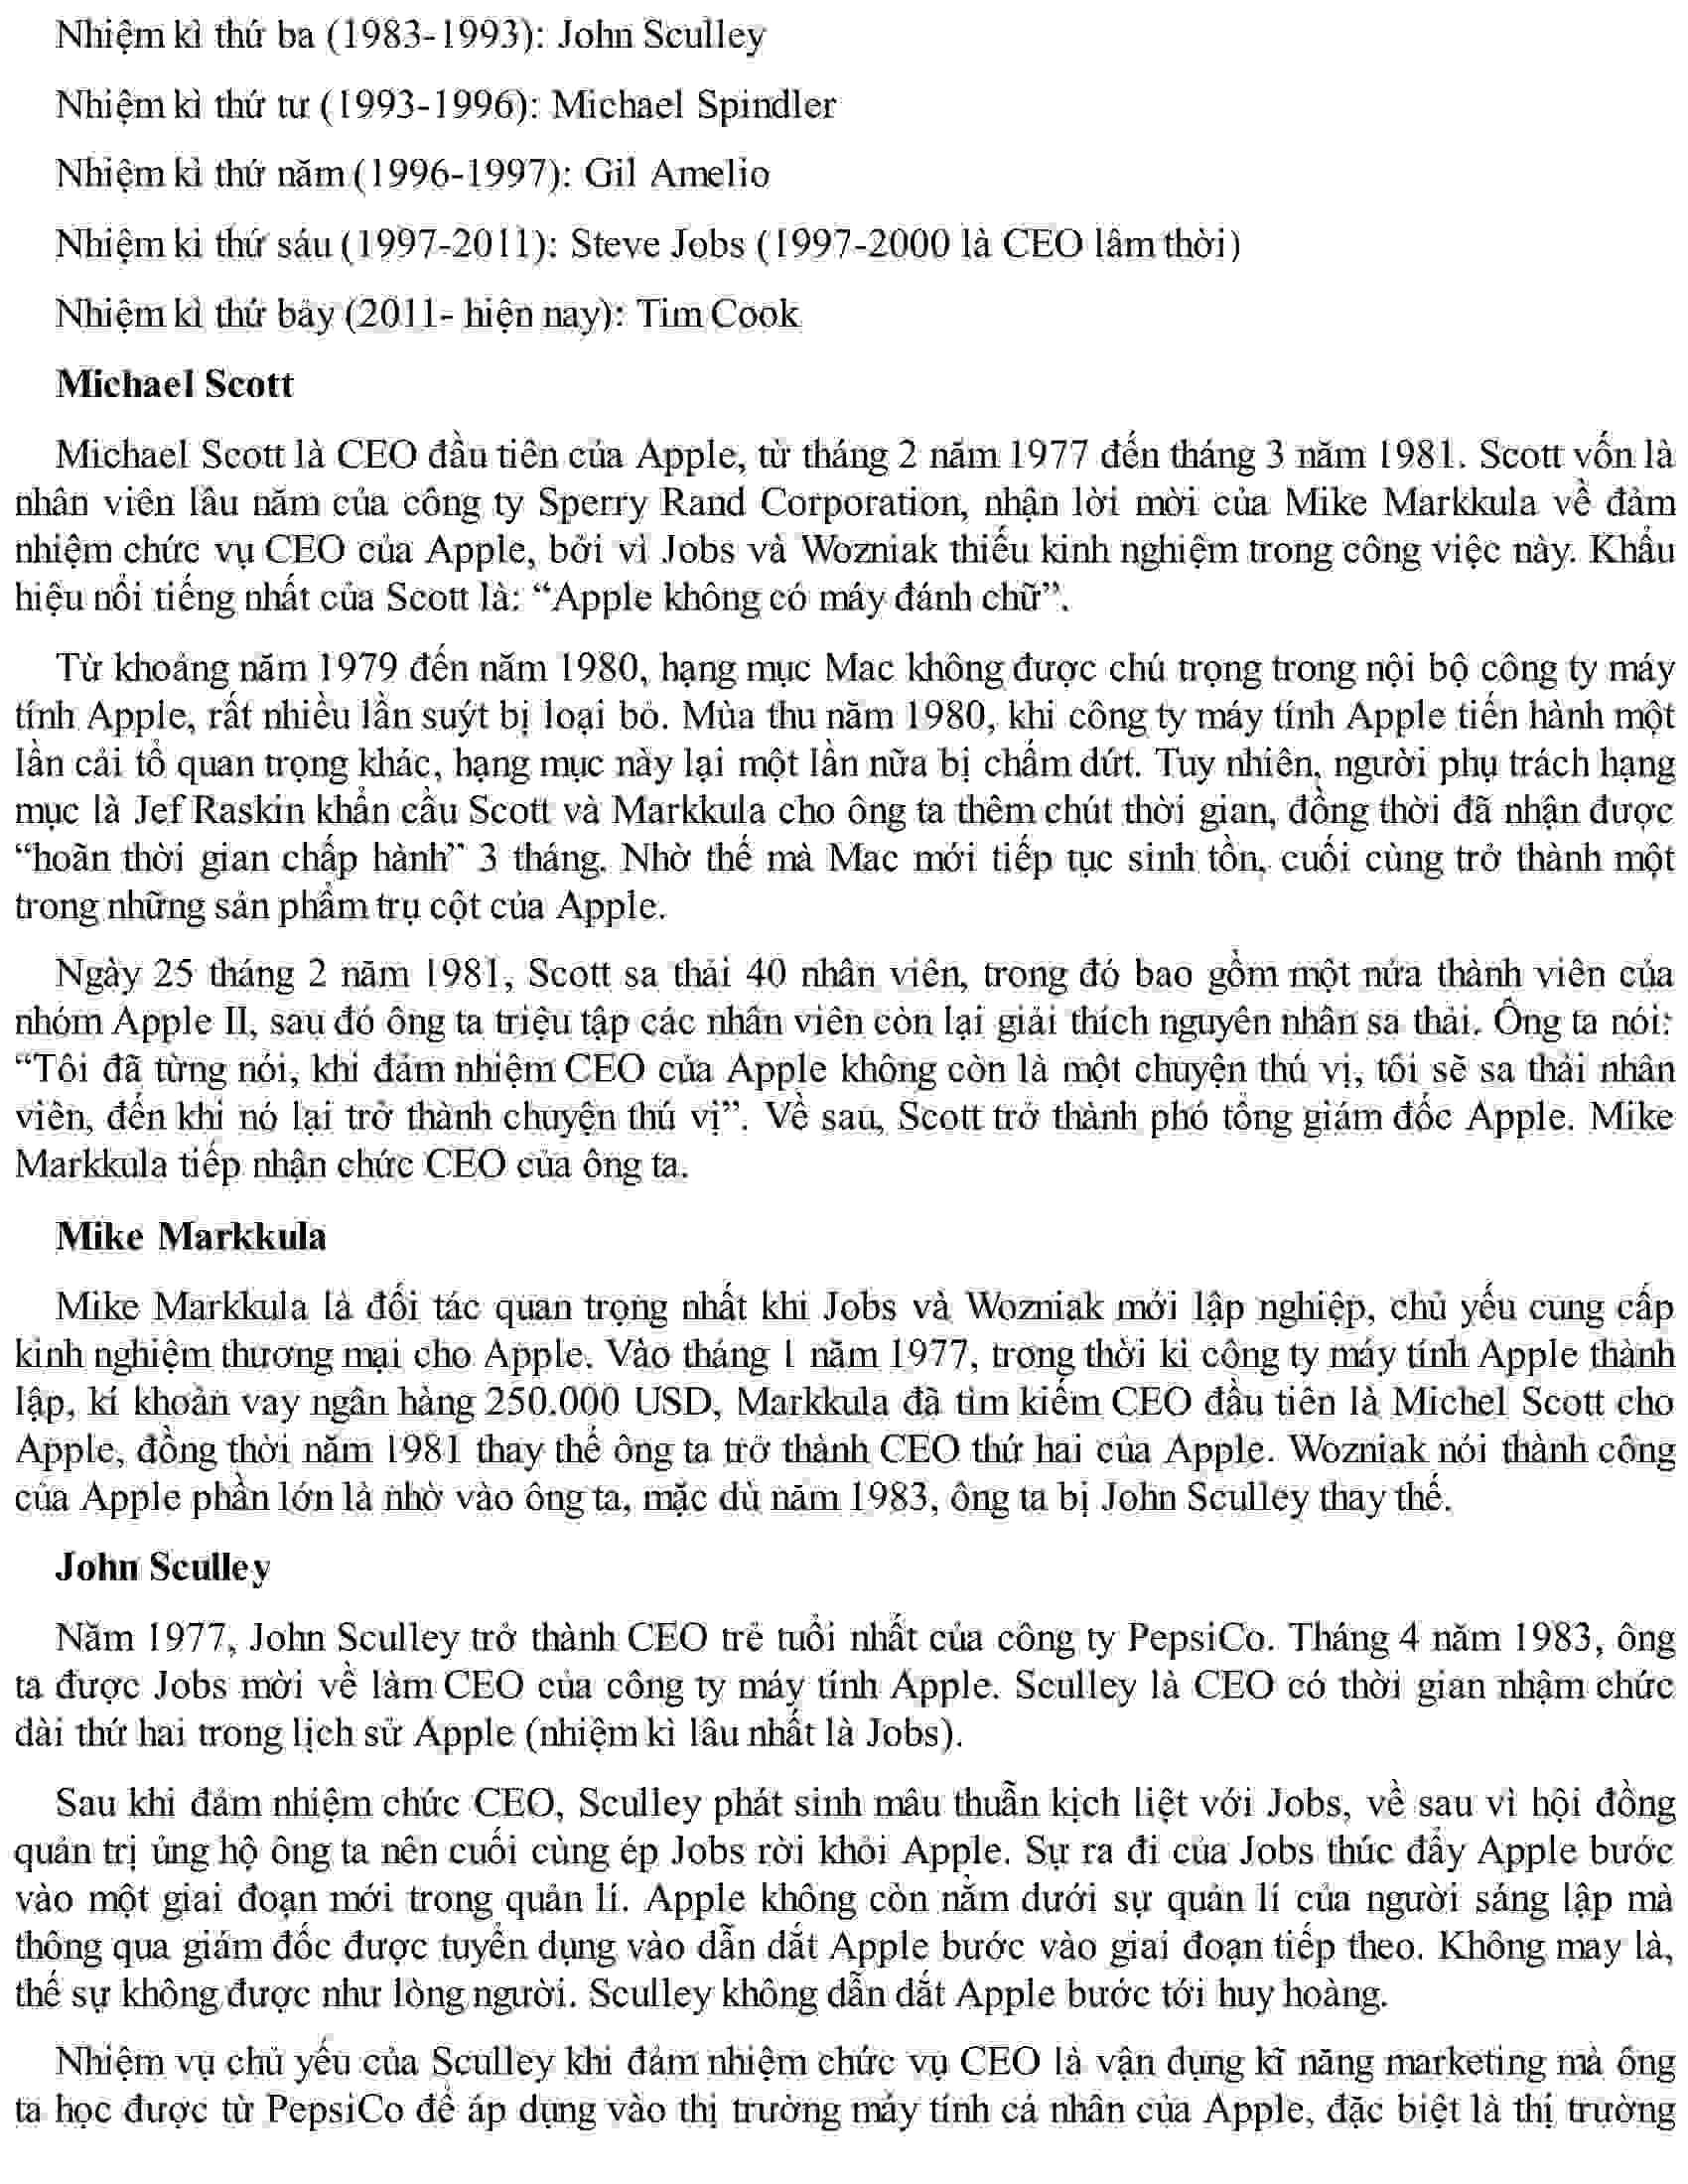 Nhiệm kì thứ ba (1983-1993): John Sculley
Nhiệm kì thứ tư (1993-1996): Michael Spindler
Nhiệm kì thứ năm (1996-1997): Gil Amelio
Nhiệm kì thứ sáu (1997-2011): Steve Jobs (1997-2000 là CEO lâm thời)
Nhiệm kì thứ bảy (2011- hiện nay): Tim Cook
Michael Scott
Michael Scott là CEO đầu tiên của Apple, từ tháng 2 năm 1977 đến tháng 3 năm 1981. Scott vốn là
nhân viên lâu năm của công ty Sperry Rand Corporation, nhận lời mời của Mike Markkula về đảm
nhiệm chức vụ CEO của Apple, bởi vì Jobs và Wozniak thiếu kinh nghiệm trong công việc này. Khẩu
hiệu nổi tiếng nhất của Scott là: “Apple không có máy đánh chữ”.
Từ khoảng năm 1979 đến năm 1980, hạng mục Mac không được chú trọng trong nội bộ công ty máy
tính Apple, rất nhiều lần suýt bị loại bỏ. Mùa thu năm 1980, khi công ty máy tính Apple tiến hành một
lần cải tổ quan trọng khác, hạng mục này lại một lần nữa bị chấm dứt. Tuy nhiên, người phụ trách hạng
mục là Jef Raskin khẩn cầu Scott và Markkula cho ông ta thêm chút thời gian, đồng thời đã nhận được
“hoãn thời gian chấp hành” 3 tháng. Nhờ thế mà Mac mới tiếp tục sinh tồn, cuối cùng trở thành một
trong những sản phẩm trụ cột của Apple.
Ngày 25 tháng 2 năm 1981, Scott sa thải 40 nhân viên, trong đó bao gồm một nửa thành viên của
nhóm Apple II, sau đó ông ta triệu tập các nhân viên còn lại giải thích nguyên nhân sa thải. Ông ta nói:
“Tôi đã từng nói, khi đảm nhiệm CEO của Apple không còn là một chuyện thú vị, tôi sẽ sa thải nhân
viên, đến khi nó lại trở thành chuyện thú vị”. Về sau, Scott trở thành phó tổng giám đốc Apple. Mike
Markkula tiếp nhận chức CEO của ông ta.
Mike Markkula
Mike Markkula là đối tác quan trọng nhất khi Jobs và Wozniak mới lập nghiệp, chủ yếu cung cấp
kinh nghiệm thương mại cho Apple. Vào tháng 1 năm 1977, trong thời kì công ty máy tính Apple thành
lập, kí khoản vay ngân hàng 250.000 USD, Markkula đã tìm kiếm CEO đầu tiên là Michel Scott cho
Apple, đồng thời năm 1981 thay thế ông ta trở thành CEO thứ hai của Apple. Wozniak nói thành công
của Apple phần lớn là nhờ vào ông ta, mặc dù năm 1983, ông ta bị John Sculley thay thế.
John Sculley
Năm 1977, John Sculley trở thành CEO trẻ tuổi nhất của công ty PepsiCo. Tháng 4 năm 1983, ông
ta được Jobs mời về làm CEO của công ty máy tính Apple. Sculley là CEO có thời gian nhậm chức
dài thứ hai trong lịch sử Apple (nhiệm kì lâu nhất là Jobs).
Sau khi đảm nhiệm chức CEO, Sculley phát sinh mâu thuẫn kịch liệt với Jobs, về sau vì hội đồng
quản trị ủng hộ ông ta nên cuối cùng ép Jobs rời khỏi Apple. Sự ra đi của Jobs thúc đẩy Apple bước
vào một giai đoạn mới trong quản lí. Apple không còn nằm dưới sự quản lí của người sáng lập mà
thông qua giám đốc được tuyển dụng vào dẫn dắt Apple bước vào giai đoạn tiếp theo. Không may là,
thế sự không được như lòng người. Sculley không dẫn dắt Apple bước tới huy hoàng.
Nhiệm vụ chủ yếu của Sculley khi đảm nhiệm chức vụ CEO là vận dụng kĩ năng marketing mà ông
ta học được từ PepsiCo để áp dụng vào thị trường máy tính cá nhân của Apple, đặc biệt là thị trường